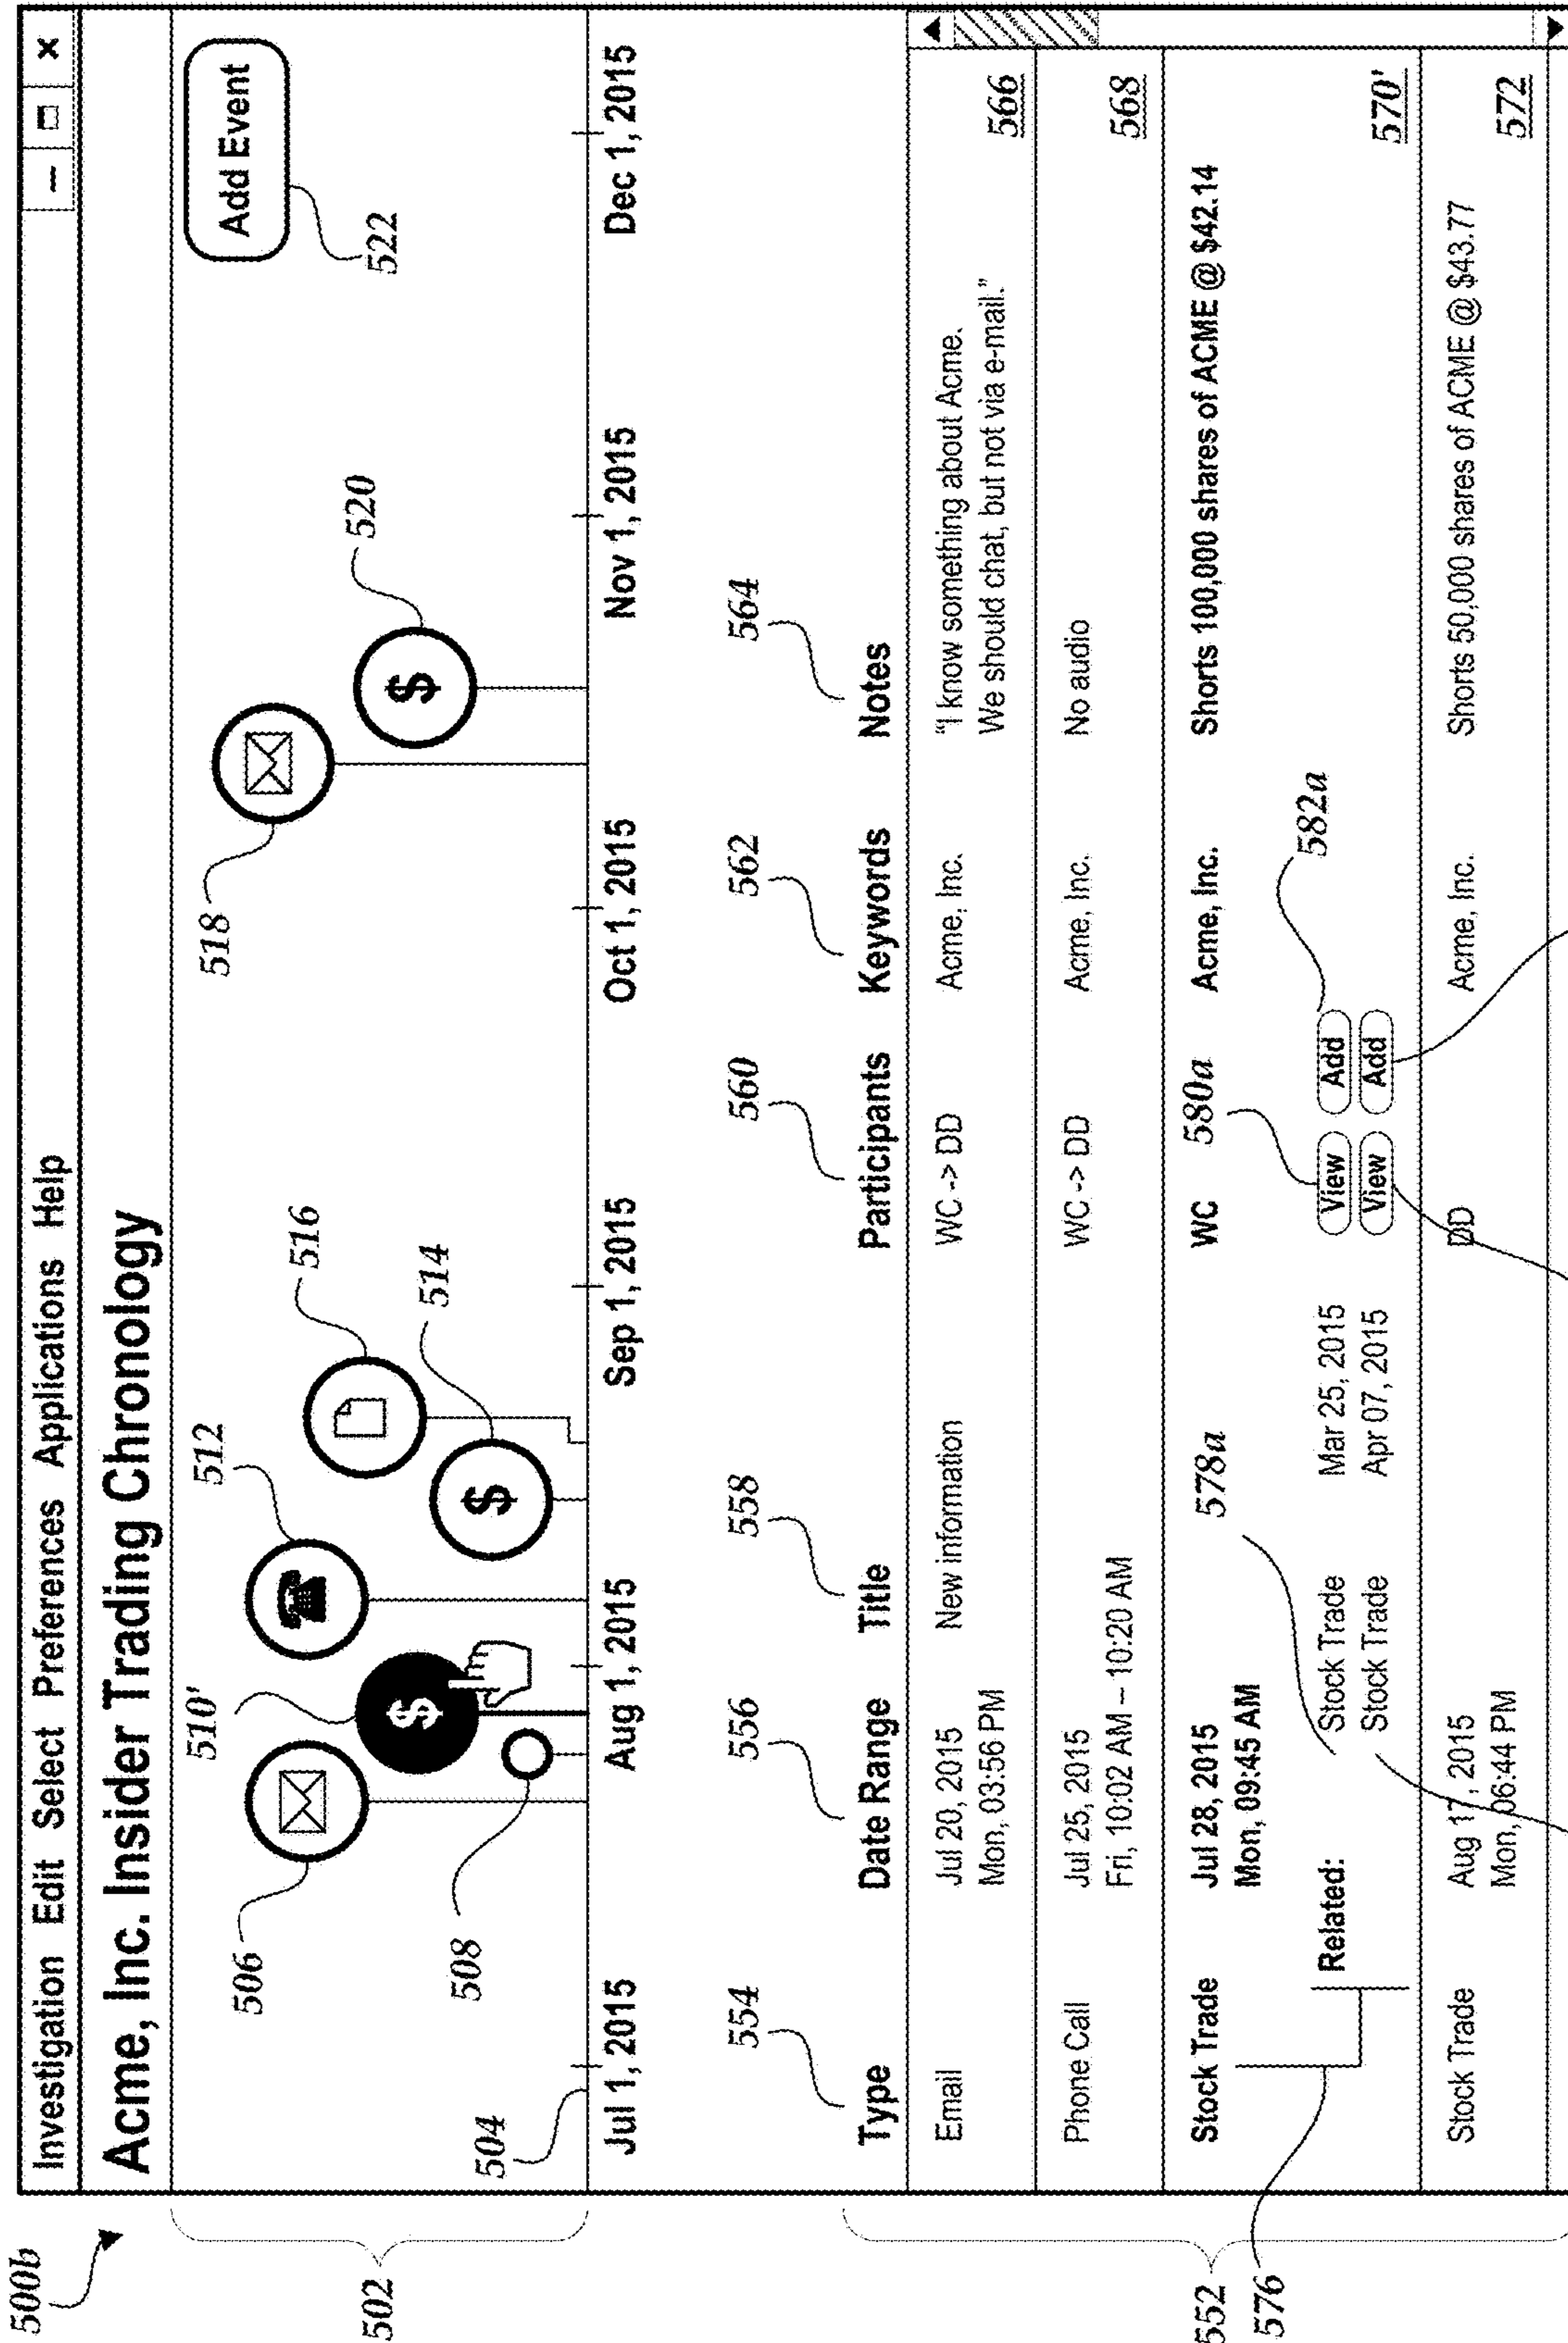 500b
Investigation Edit Select Preferences Applications Help
Acme, Inc. Insider Trading Chronology
Add Event
522
502
504
506
508
510'
512
514
516
518
520
$
$
$
Jul 1, 2015
Aug 1, 2015
Sep 1, 2015
Oct 1, 2015
Nov 1, 2015
Dec 1, 2015
554
556
558
560
562
564
Type Date Range Title Participants Keywords Notes
Email Jul 20, 2015 New information WC -> DD Acme, Inc. "I know something about Acme.
Mon, 03:56 PM We should chat, but not via e-mail."
566
Phone Call Jul 25, 2015 WC -> DD Acme, Inc. No audio
Fri, 10:02 AM – 10:20 AM
568
Stock Trade Jul 28, 2015 WC Acme, Inc. Shorts 100,000 shares of ACME @ $42.14
Mon, 09:45 AM
578a
580a
582a
Related: Stock Trade Mar 25, 2015 View Add
Stock Trade Apr 07, 2015 View Add
570'
Stock Trade Aug 17, 2015 DD Acme, Inc. Shorts 50,000 shares of ACME @ $43.77
Mon, 06:44 PM
572
552
576